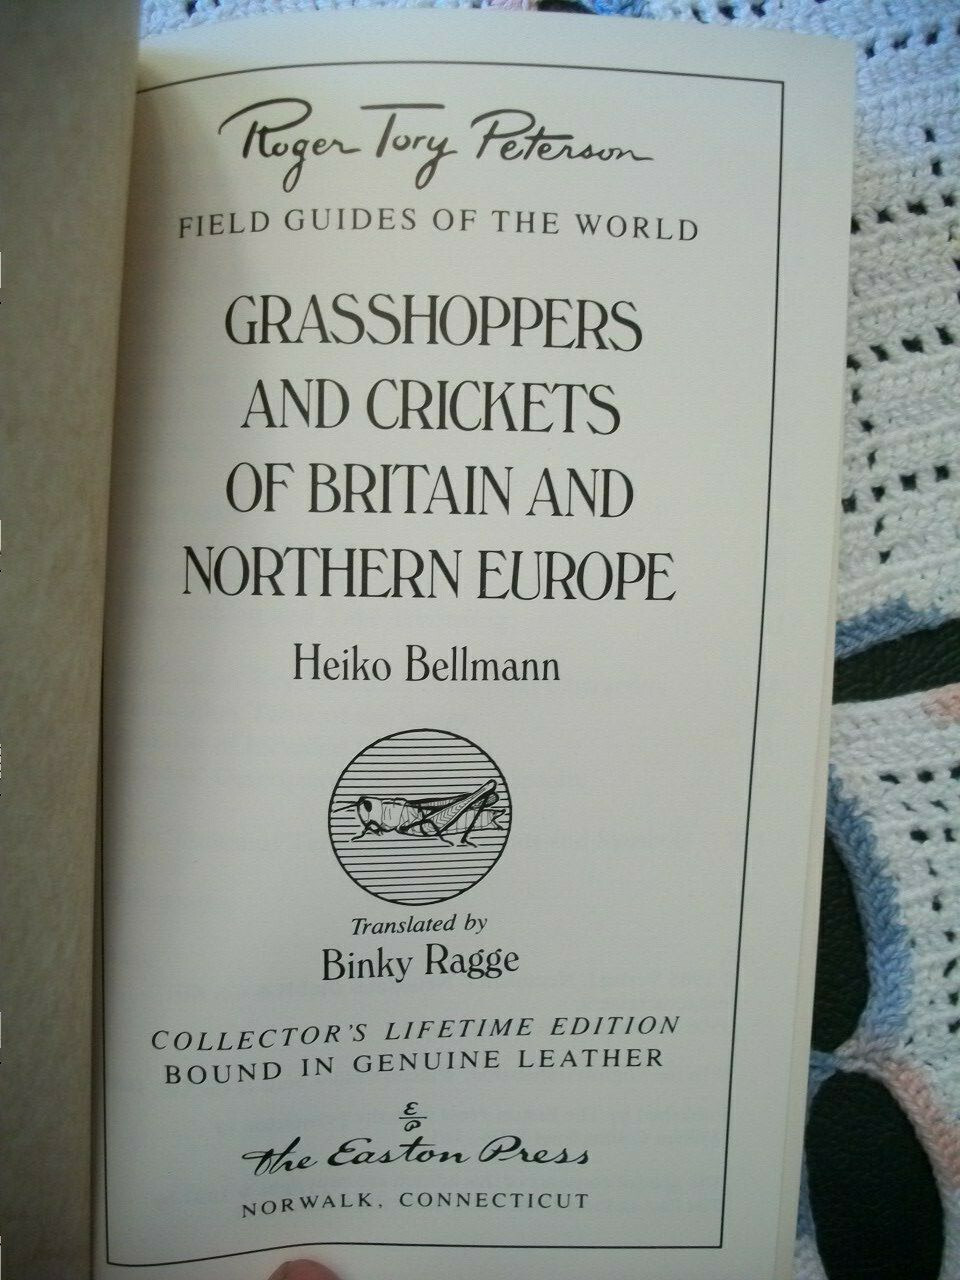 Roger Tory Peterson
FIELD GUIDES OF THE WORLD
GRASSHOPPERS
AND CRICKETS
OF BRITAIN AND
NORTHERN EUROPE
Heiko Bellmann
Translated by
Binky Ragge
COLLECTOR'S LIFETIME EDITION
BOUND IN GENUINE LEATHER
E
P
The Easton Press
NORWALK, CONNECTICUT